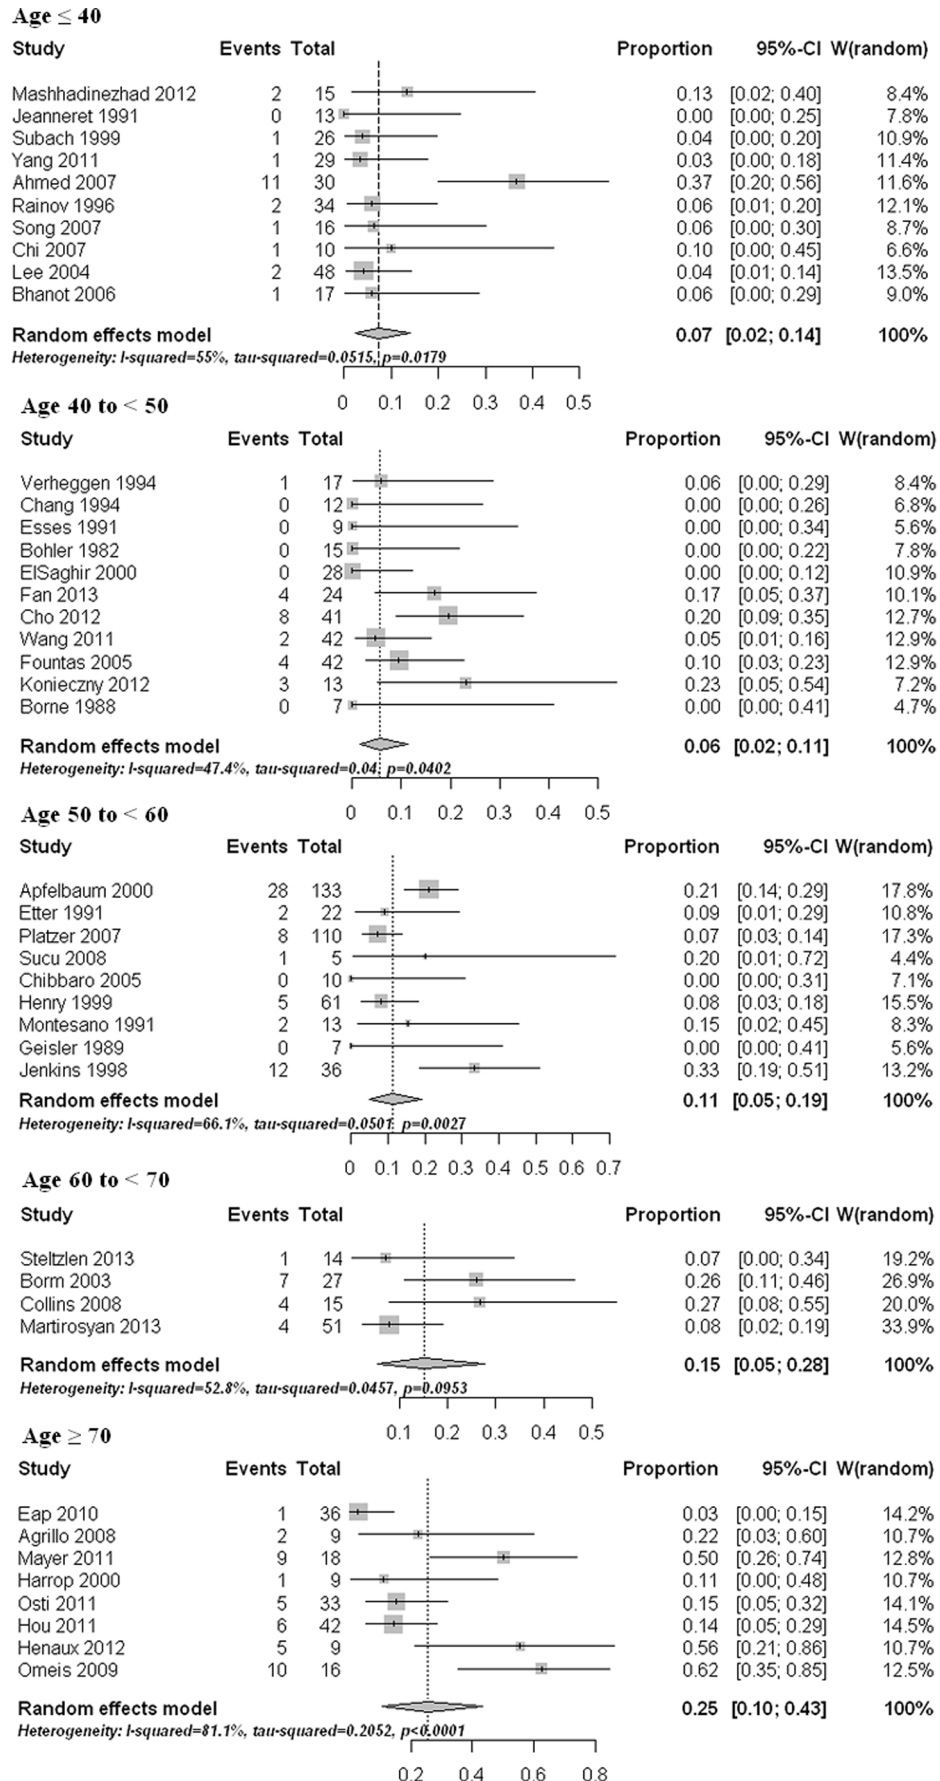 Age ≤ 40
Study Events Total Proportion 95%-CI W(random)
Mashhadinezhad 2012 2 15 0.13 [0.02; 0.40] 8.4%
Jeanneret 1991 0 13 0.00 [0.00; 0.25] 7.8%
Subach 1999 1 26 0.04 [0.00; 0.20] 10.9%
Yang 2011 1 29 0.03 [0.00; 0.18] 11.4%
Ahmed 2007 11 30 0.37 [0.20; 0.56] 11.6%
Rainov 1996 2 34 0.06 [0.01; 0.20] 12.1%
Song 2007 1 16 0.06 [0.00; 0.30] 8.7%
Chi 2007 1 10 0.10 [0.00; 0.45] 6.6%
Lee 2004 2 48 0.04 [0.01; 0.14] 13.5%
Bhanot 2006 1 17 0.06 [0.00; 0.29] 9.0%
Random effects model 0.07 [0.02; 0.14] 100%
Heterogeneity: I-squared=55%, tau-squared=0.0515, p=0.0179
0 0.1 0.2 0.3 0.4 0.5
Age 40 to < 50
Study Events Total Proportion 95%-CI W(random)
Verheggen 1994 1 17 0.06 [0.00; 0.29] 8.4%
Chang 1994 0 12 0.00 [0.00; 0.26] 6.8%
Esses 1991 0 9 0.00 [0.00; 0.34] 5.6%
Bohler 1982 0 15 0.00 [0.00; 0.22] 7.8%
ElSaghir 2000 0 28 0.00 [0.00; 0.12] 10.9%
Fan 2013 4 24 0.17 [0.05; 0.37] 10.1%
Cho 2012 8 41 0.20 [0.09; 0.35] 12.7%
Wang 2011 2 42 0.05 [0.01; 0.16] 12.9%
Fountas 2005 4 42 0.10 [0.03; 0.23] 12.9%
Konieczny 2012 3 13 0.23 [0.05; 0.54] 7.2%
Borne 1988 0 7 0.00 [0.00; 0.41] 4.7%
Random effects model 0.06 [0.02; 0.11] 100%
Heterogeneity: I-squared=47.4%, tau-squared=0.04, p=0.0402
0 0.1 0.2 0.3 0.4 0.5
Age 50 to < 60
Study Events Total Proportion 95%-CI W(random)
Apfelbaum 2000 28 133 0.21 [0.14; 0.29] 17.8%
Etter 1991 2 22 0.09 [0.01; 0.29] 10.8%
Platzer 2007 8 110 0.07 [0.03; 0.14] 17.3%
Sucu 2008 1 5 0.20 [0.01; 0.72] 4.4%
Chibbaro 2005 0 10 0.00 [0.00; 0.31] 7.1%
Henry 1999 5 61 0.08 [0.03; 0.18] 15.5%
Montesano 1991 2 13 0.15 [0.02; 0.45] 8.3%
Geisler 1989 0 7 0.00 [0.00; 0.41] 5.6%
Jenkins 1998 12 36 0.33 [0.19; 0.51] 13.2%
Random effects model 0.11 [0.05; 0.19] 100%
Heterogeneity: I-squared=66.1%, tau-squared=0.0501, p=0.0027
0 0.1 0.2 0.3 0.4 0.5 0.6 0.7
Age 60 to < 70
Study Events Total Proportion 95%-CI W(random)
Steltzlen 2013 1 14 0.07 [0.00; 0.34] 19.2%
Borm 2003 7 27 0.26 [0.11; 0.46] 26.9%
Collins 2008 4 15 0.27 [0.08; 0.55] 20.0%
Martirosyan 2013 4 51 0.08 [0.02; 0.19] 33.9%
Random effects model 0.15 [0.05; 0.28] 100%
Heterogeneity: I-squared=52.8%, tau-squared=0.0457, p=0.0953
0.1 0.2 0.3 0.4 0.5
Age ≥ 70
Study Events Total Proportion 95%-CI W(random)
Eap 2010 1 36 0.03 [0.00; 0.15] 14.2%
Agrillo 2008 2 9 0.22 [0.03; 0.60] 10.7%
Mayer 2011 9 18 0.50 [0.26; 0.74] 12.8%
Harrop 2000 1 9 0.11 [0.00; 0.48] 10.7%
Osti 2011 5 33 0.15 [0.05; 0.32] 14.1%
Hou 2011 6 42 0.14 [0.05; 0.29] 14.5%
Henaux 2012 5 9 0.56 [0.21; 0.86] 10.7%
Omeis 2009 10 16 0.62 [0.35; 0.85] 12.5%
Random effects model 0.25 [0.10; 0.43] 100%
Heterogeneity: I-squared=81.1%, tau-squared=0.2052, p<0.0001
0.2 0.4 0.6 0.8